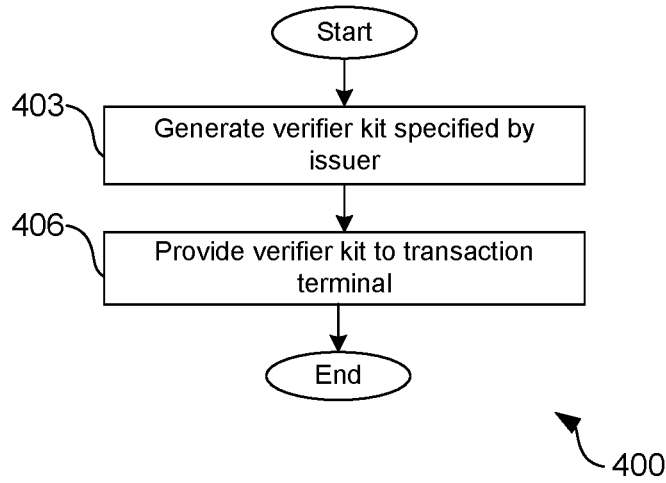 Start
403
Generate verifier kit specified by
issuer
406
Provide verifier kit to transaction
terminal
End
400